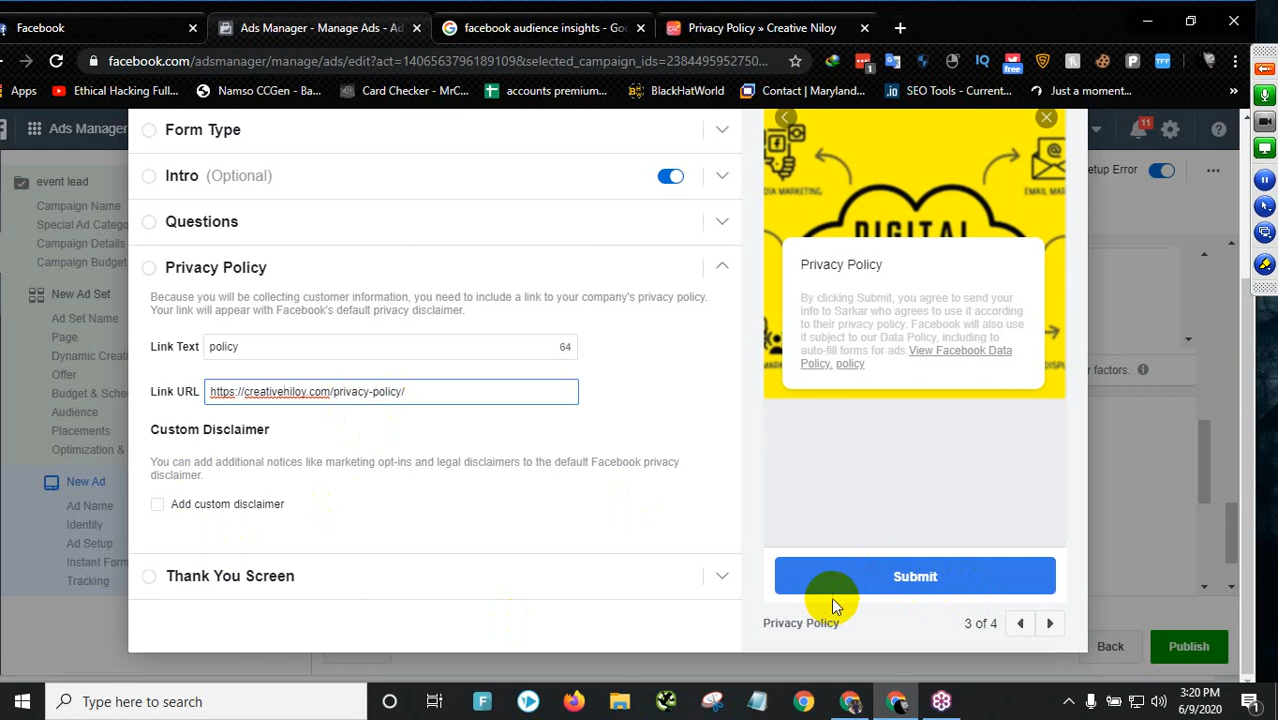 Facebook
Ads Manager - Manage Ads - Ad
facebook audience insights - Goo
Privacy Policy » Creative Niloy
facebook.com/adsmanager/manage/ads/edit?act=1406563796189109&selected_campaign_ids=2384495952750...
1
free
IQ
TFF
Apps
Ethical Hacking Full...
Namso CCGen - Ba...
Card Checker - MrC...
accounts premium...
BlackHatWorld
Contact | Maryland...
.io SEO Tools - Custom...
Just a moment...
»
Ads Manager
11
event lead
Campaign Name
Special Ad Catego
Campaign Details
Campaign Budget
New Ad Set
Ad Set Name
Page
Dynamic Creati
Offer
Budget & Sche
Audience
Placements
Optimization &
New Ad
Ad Name
Identity
Ad Setup
Instant Form
Tracking
Form Type
Intro (Optional)
Questions
Privacy Policy
Because you will be collecting customer information, you need to include a link to your company's privacy policy.
Your link will appear with Facebook's default privacy disclaimer.
Link Text policy 64
Link URL https://creativehiloy.com/privacy-policy/
Custom Disclaimer
You can add additional notices like marketing opt-ins and legal disclaimers to the default Facebook privacy
disclaimer.
Add custom disclaimer
Thank You Screen
DIGITAL
Privacy Policy
By clicking Submit, you agree to send your
info to Sarkar who agrees to use it according
to their privacy policy. Facebook will also use
it subject to our Data Policy, including to
auto-fill forms for ads.View Facebook Data
Policy, policy
Submit
Privacy Policy
3 of 4
etup Error
...
factors.
Back
Publish
Type here to search
3:20 PM
6/9/2020
1